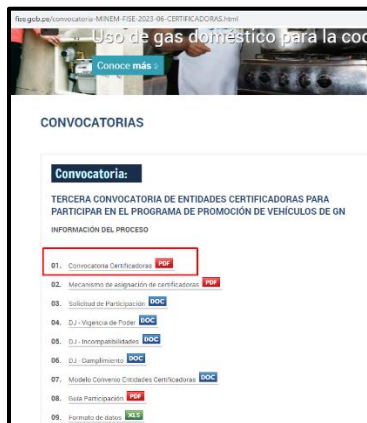 fise.gob.pe/convocatoria-MINEM-FISE-2023-06-CERTIFICADORAS.html
Uso de gas doméstico para la coc
Conoce más
CONVOCATORIAS
Convocatoria:
TERCERA CONVOCATORIA DE ENTIDADES CERTIFICADORAS PARA
PARTICIPAR EN EL PROGRAMA DE PROMOCIÓN DE VEHÍCULOS DE GN
INFORMACIÓN DEL PROCESO
01. Convocatoria Certificadoras PDF
02. Mecanismo de asignación de certificadoras PDF
03. Solicitud de Participación DOC
04. DJ - Vigencia de Poder DOC
05. DJ - Incompatibilidades DOC
06. DJ - Cumplimiento DOC
07. Modelo Convenio Entidades Certificadoras DOC
08. Guia Participación PDF
09. Formato de datos XLS